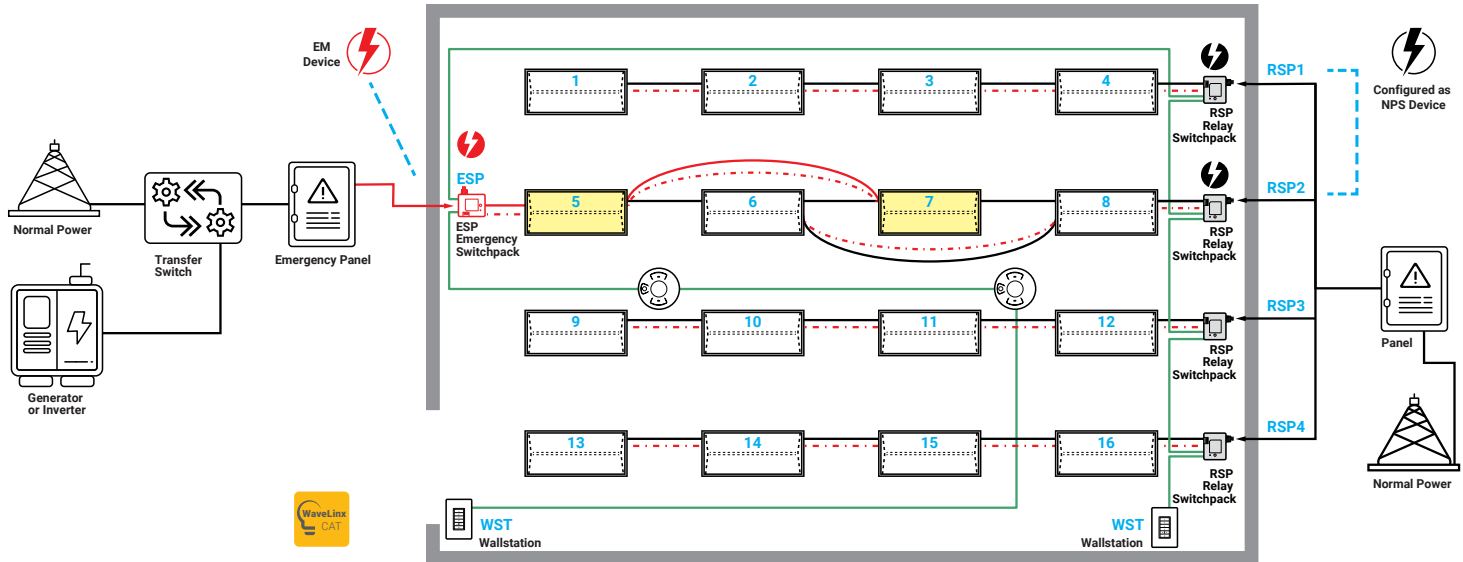 EM
Device
RSP1
Configured as
NPS Device
1
2
3
4
RSP
Relay
Switchpack
ESP
RSP2
5
6
7
8
ESP
Emergency
Switchpack
RSP
Relay
Switchpack
Normal Power
Transfer
Switch
Emergency Panel
RSP3
9
10
11
12
RSP
Relay
Switchpack
Panel
Generator
or Inverter
RSP4
13
14
15
16
RSP
Relay
Switchpack
Normal Power
WaveLinx
CAT
WST
Wallstation
WST
Wallstation